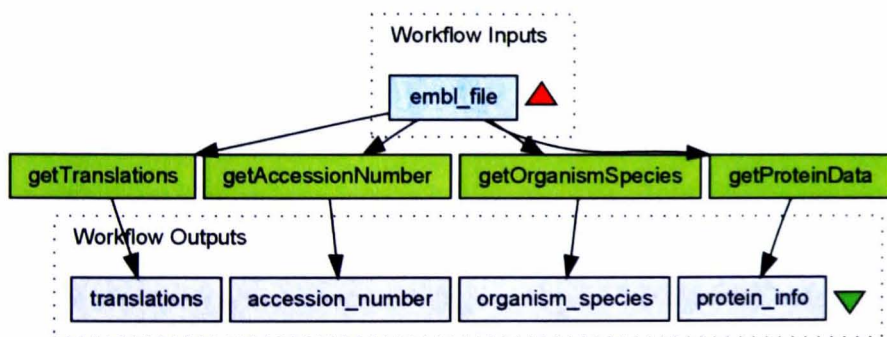 Workflow Inputs
embl_file
getTranslations
getAccessionNumber
getOrganismSpecies
getProteinData
Workflow Outputs
translations
accession_number
organism_species
protein_info